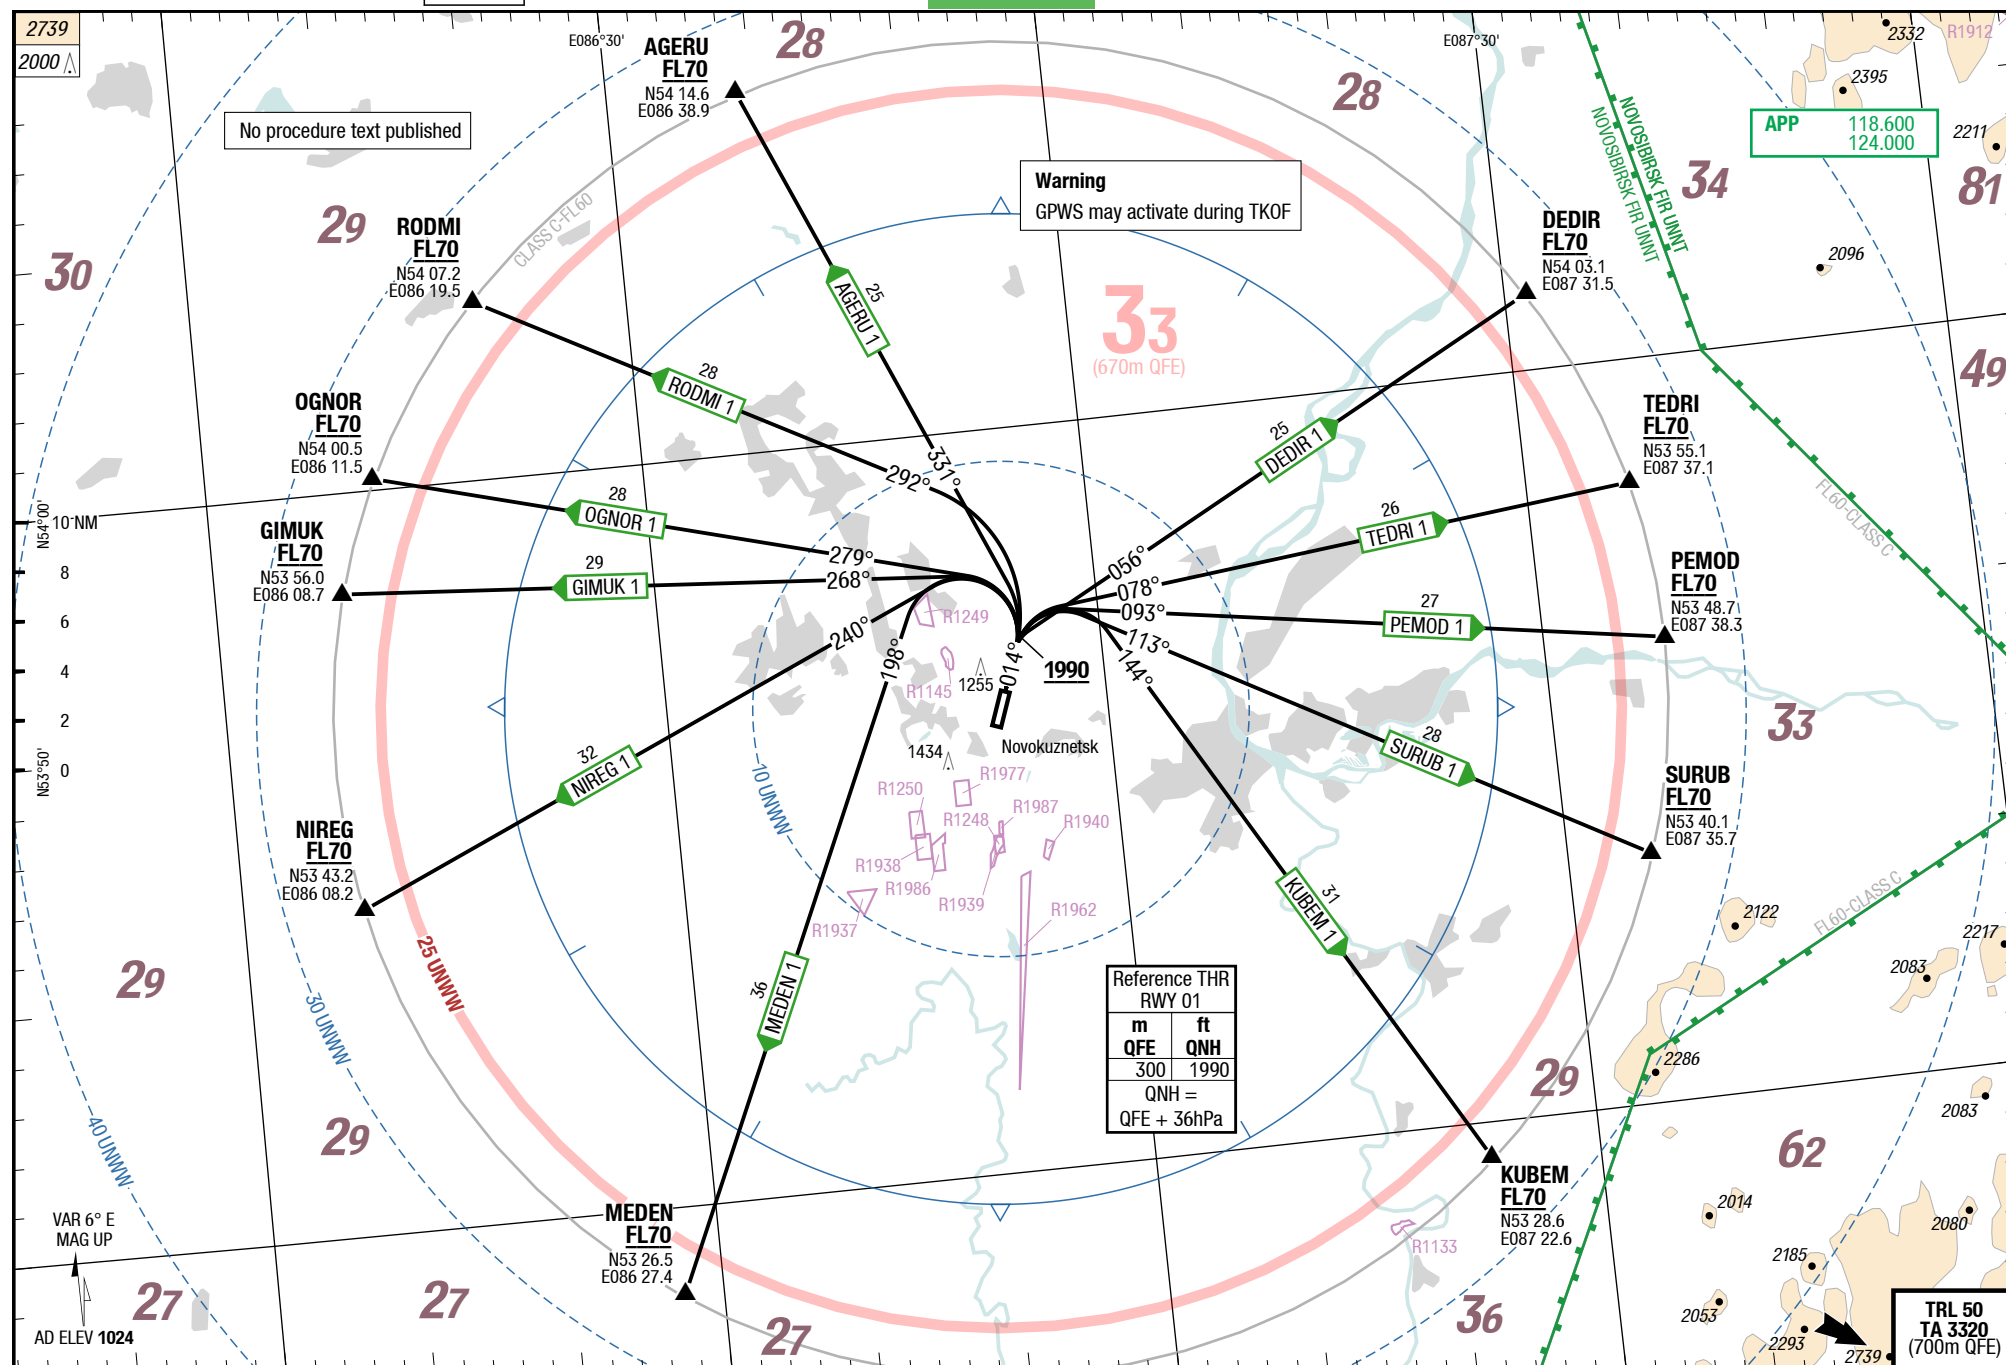 2739
2000
No procedure text published
AGERU
FL70
N54 14.6
E086 38.9
E086°30'
28
E087°30'
28
2332
R1912
2395
2211
APP 118.600
124.000
NOVOSIBIRSK FIR UNNT
NOVOSIBIRSK FIR UNNT
34
81
Warning
GPWS may activate during TKOF
CLASS C-FL60
29
30
RODMI
FL70
N54 07.2
E086 19.5
DEDIR
FL70
N54 03.1
E087 31.5
2096
25
AGERU 1
33
(670m QFE)
49
28
RODMI 1
OGNOR
FL70
N54 00.5
E086 11.5
TEDRI
FL70
N53 55.1
E087 37.1
25
DEDIR 1
331°
292°
FL60-CLASS C
N54°00'
10 NM
8
6
4
2
0
N53°50'
28
OGNOR 1
26
TEDRI 1
GIMUK
FL70
N53 56.0
E086 08.7
29
GIMUK 1
279°
268°
056°
078°
093°
113°
144°
PEMOD
FL70
N53 48.7
E087 38.3
27
PEMOD 1
R1249
240°
198°
014°
1990
R1145
1255
1434
Novokuznetsk
33
32
NIREG 1
28
SURUB 1
SURUB
FL70
N53 40.1
E087 35.7
10 UNWW
R1250
R1977
R1248
R1987
R1940
R1938
R1986
R1939
R1937
R1962
NIREG
FL70
N53 43.2
E086 08.2
31
KUBEM 1
FL60-CLASS C
2122
2217
2083
25 UNWW
30 UNWW
40 UNWW
29
36
MEDEN 1
Reference THR
RWY 01
m ft
QFE QNH
300 1990
QNH =
QFE + 36hPa
29
2286
2083
29
62
KUBEM
FL70
N53 28.6
E087 22.6
R1133
2014
2080
2185
2053
2293
2739
MEDEN
FL70
N53 26.5
E086 27.4
VAR 6° E
MAG UP
AD ELEV 1024
27
27
27
36
TRL 50
TA 3320
(700m QFE)